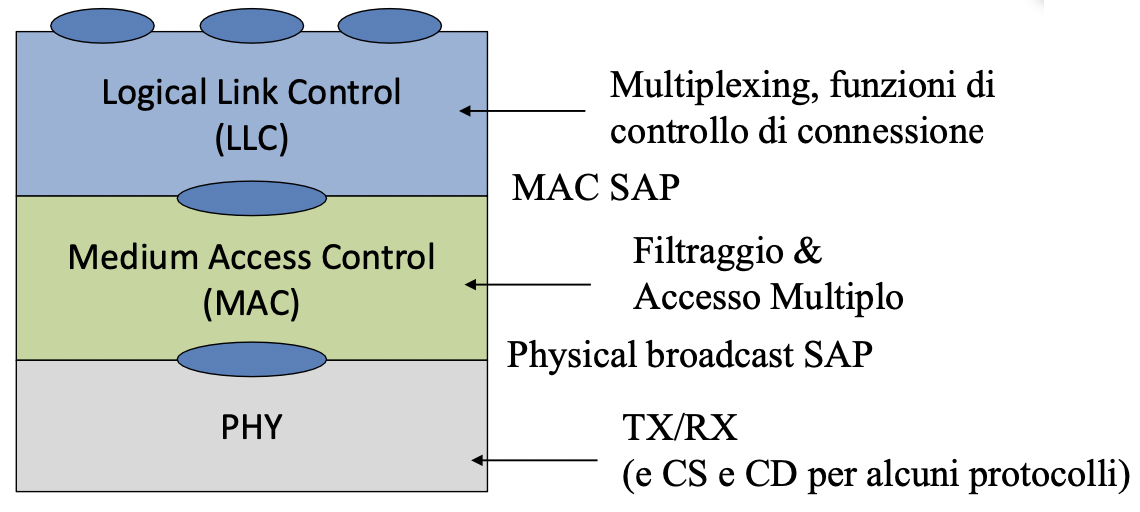 Logical Link Control
(LLC)
Multiplexing, funzioni di
controllo di connessione
MAC SAP
Medium Access Control
(MAC)
Filtraggio &
Accesso Multiplo
Physical broadcast SAP
PHY
TX/RX
(e CS e CD per alcuni protocolli)